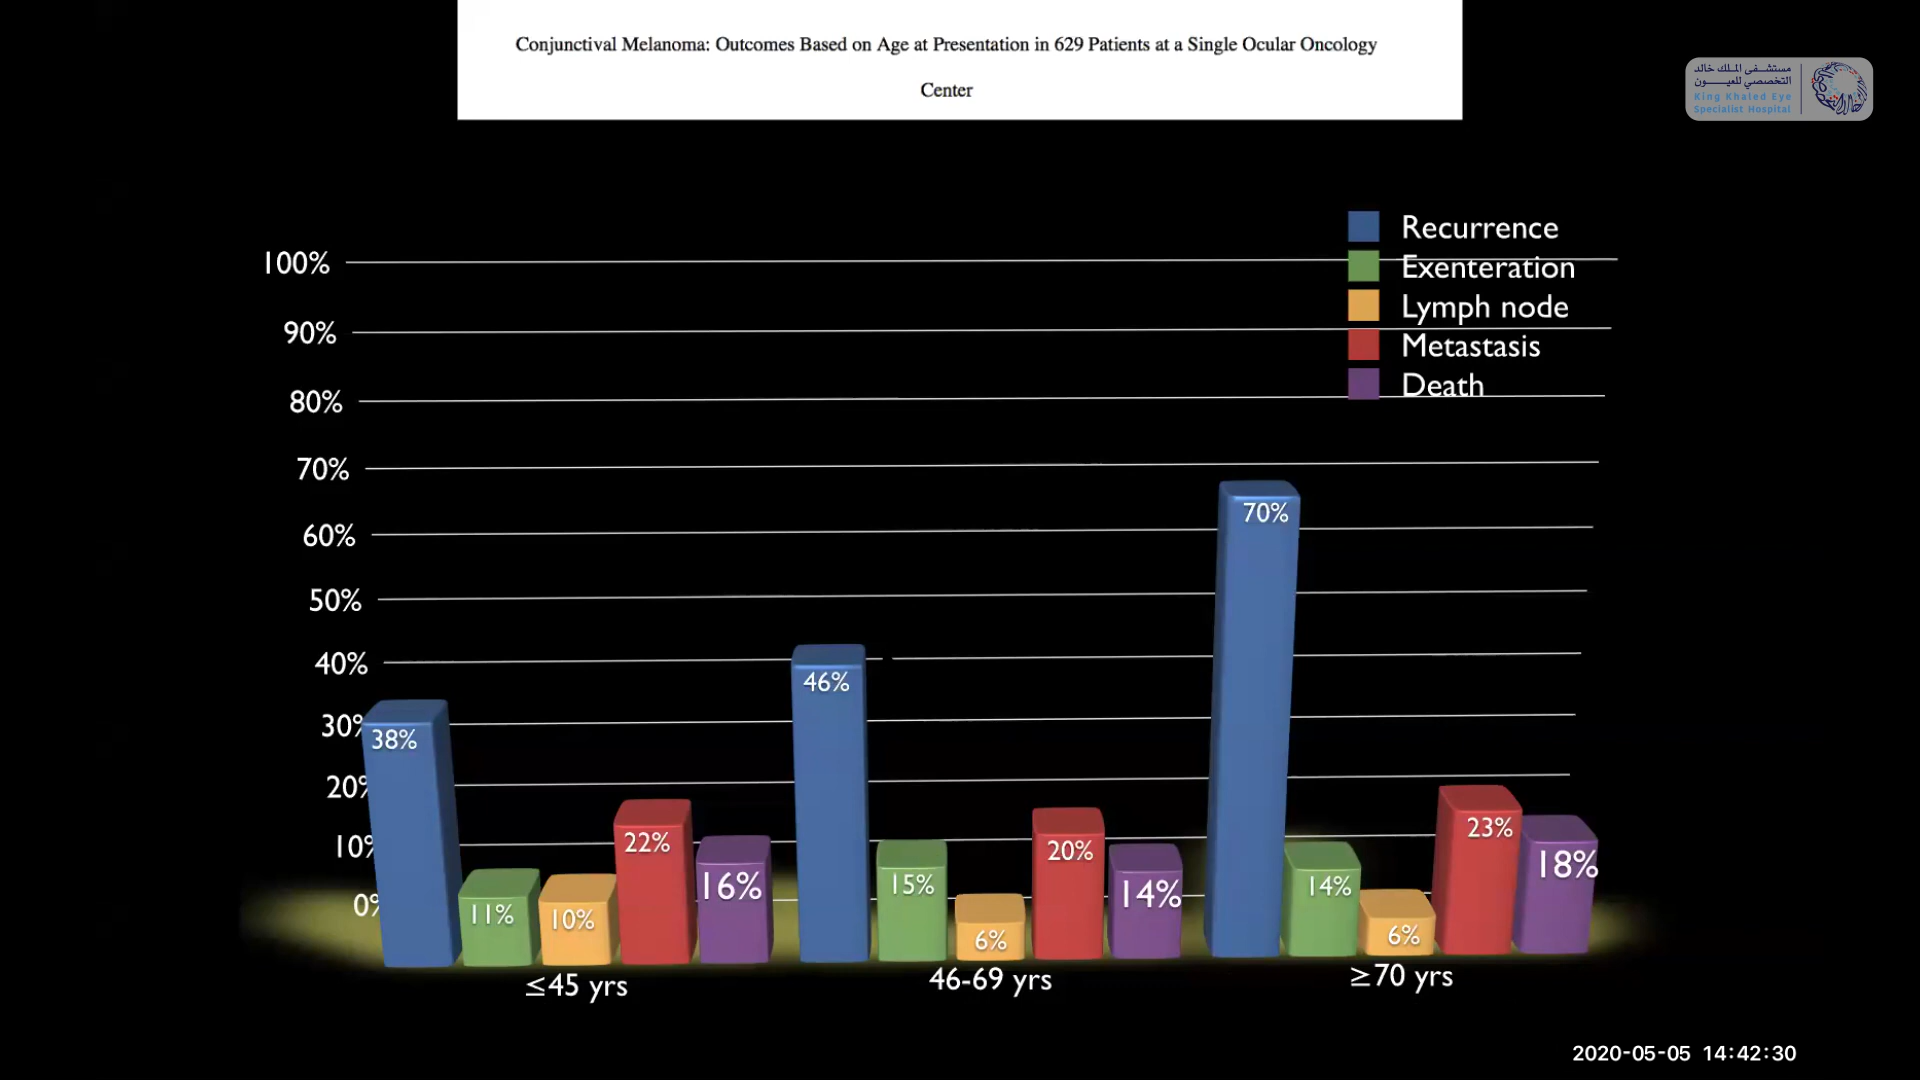 Conjunctival Melanoma: Outcomes Based on Age at Presentation in 629 Patients at a Single Ocular Oncology
Center
مستشفى الملك خالد
التخصصي للعيون
King Khaled Eye
Specialist Hospital
Recurrence
Exenteration
Lymph node
Metastasis
Death
100%
90%
80%
70%
60%
50%
40%
30%
20%
10%
0%
38%
11%
10%
22%
16%
46%
15%
6%
20%
14%
70%
14%
6%
23%
18%
≤45 yrs
46-69 yrs
≥70 yrs
2020-05-05 14:42:30